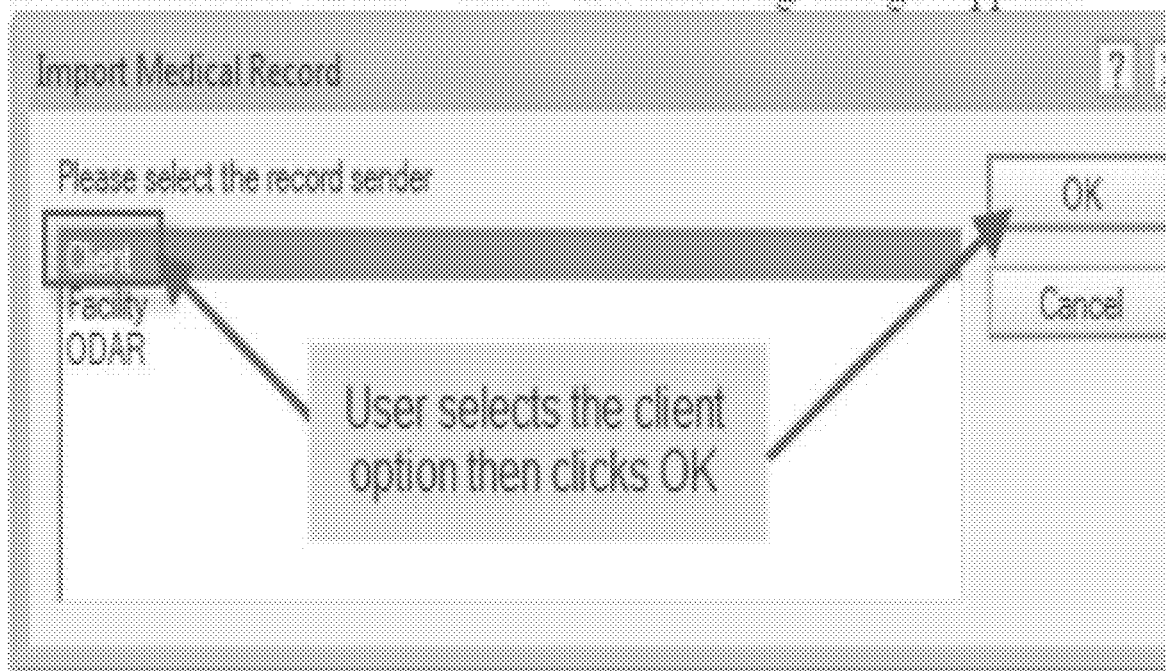 Import Medical Record
?
Please select the record sender
OK
Client
Facility
ODAR
Cancel
User selects the client
option then clicks OK